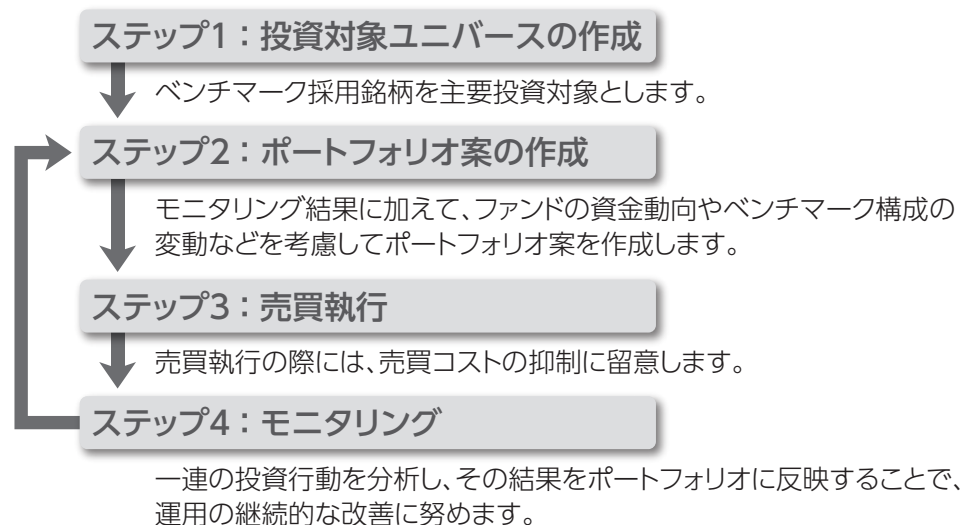 ステップ1：投資対象ユニバースの作成
ベンチマーク採用銘柄を主要投資対象とします。
ステップ2：ポートフォリオ案の作成
モニタリング結果に加えて、ファンドの資金動向やベンチマーク構成の
変動などを考慮してポートフォリオ案を作成します。
ステップ3：売買執行
売買執行の際には、売買コストの抑制に留意します。
ステップ4：モニタリング
一連の投資行動を分析し、その結果をポートフォリオに反映することで、
運用の継続的な改善に努めます。